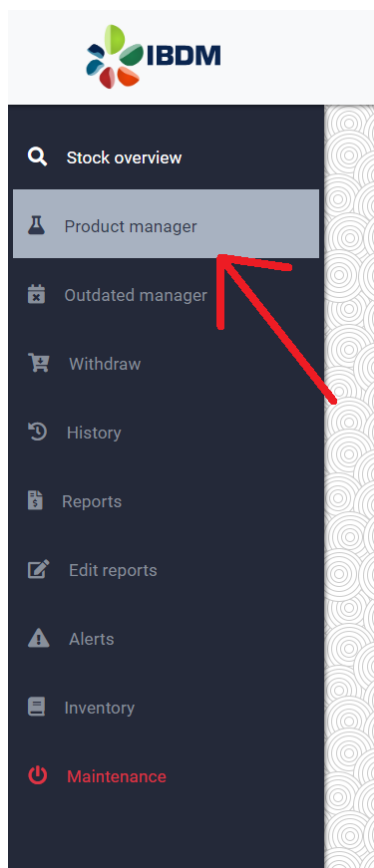 IBDM
Stock overview
Product manager
Outdated manager
Withdraw
History
Reports
Edit reports
Alerts
Inventory
Maintenance